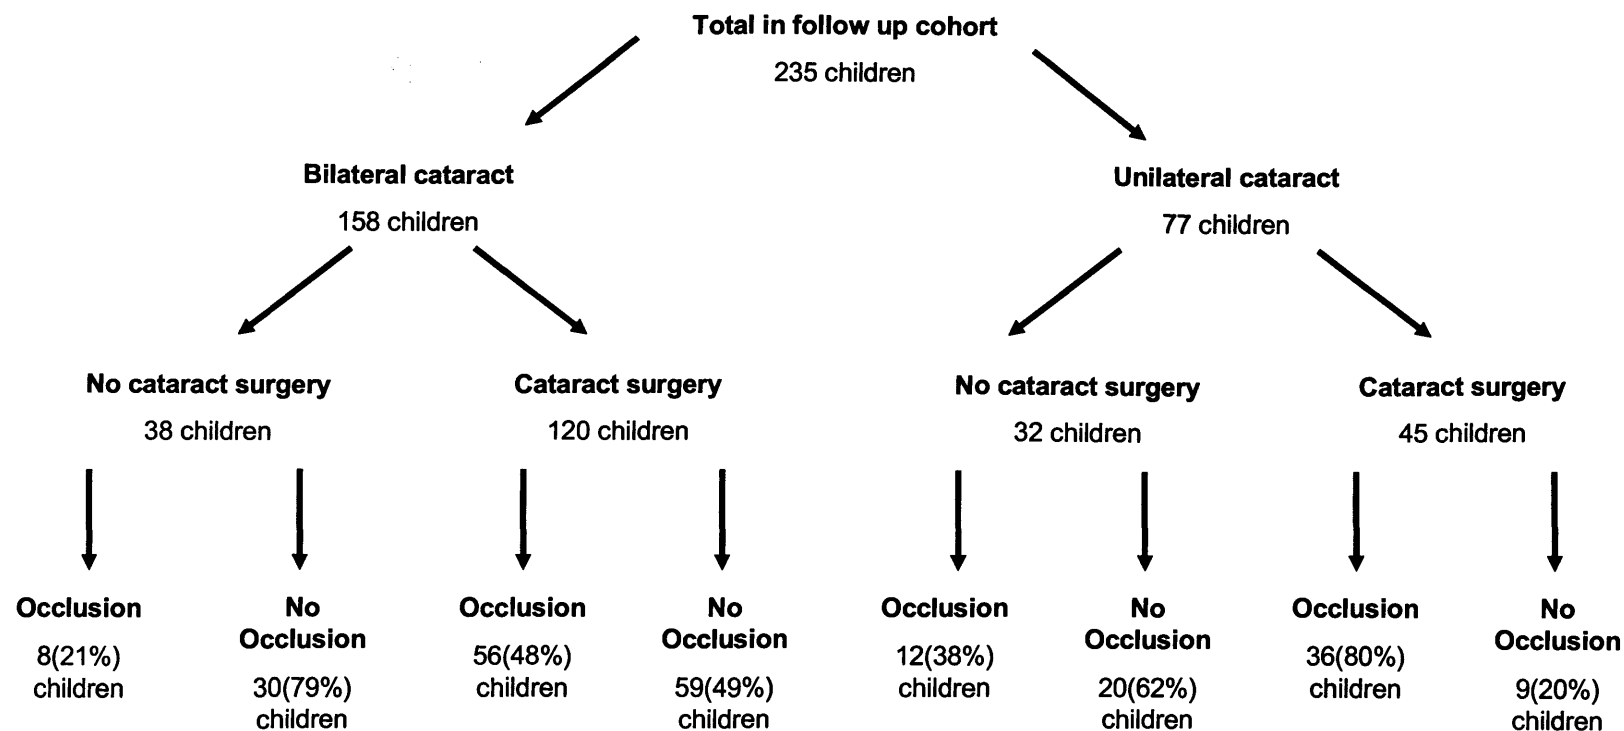 Total in follow up cohort
235 children
Bilateral cataract
158 children
Unilateral cataract
77 children
No cataract surgery
38 children
Cataract surgery
120 children
No cataract surgery
32 children
Cataract surgery
45 children
Occlusion
8(21%)
children
No
Occlusion
30(79%)
children
Occlusion
56(48%)
children
No
Occlusion
59(49%)
children
Occlusion
12(38%)
children
No
Occlusion
20(62%)
children
Occlusion
36(80%)
children
No
Occlusion
9(20%)
children